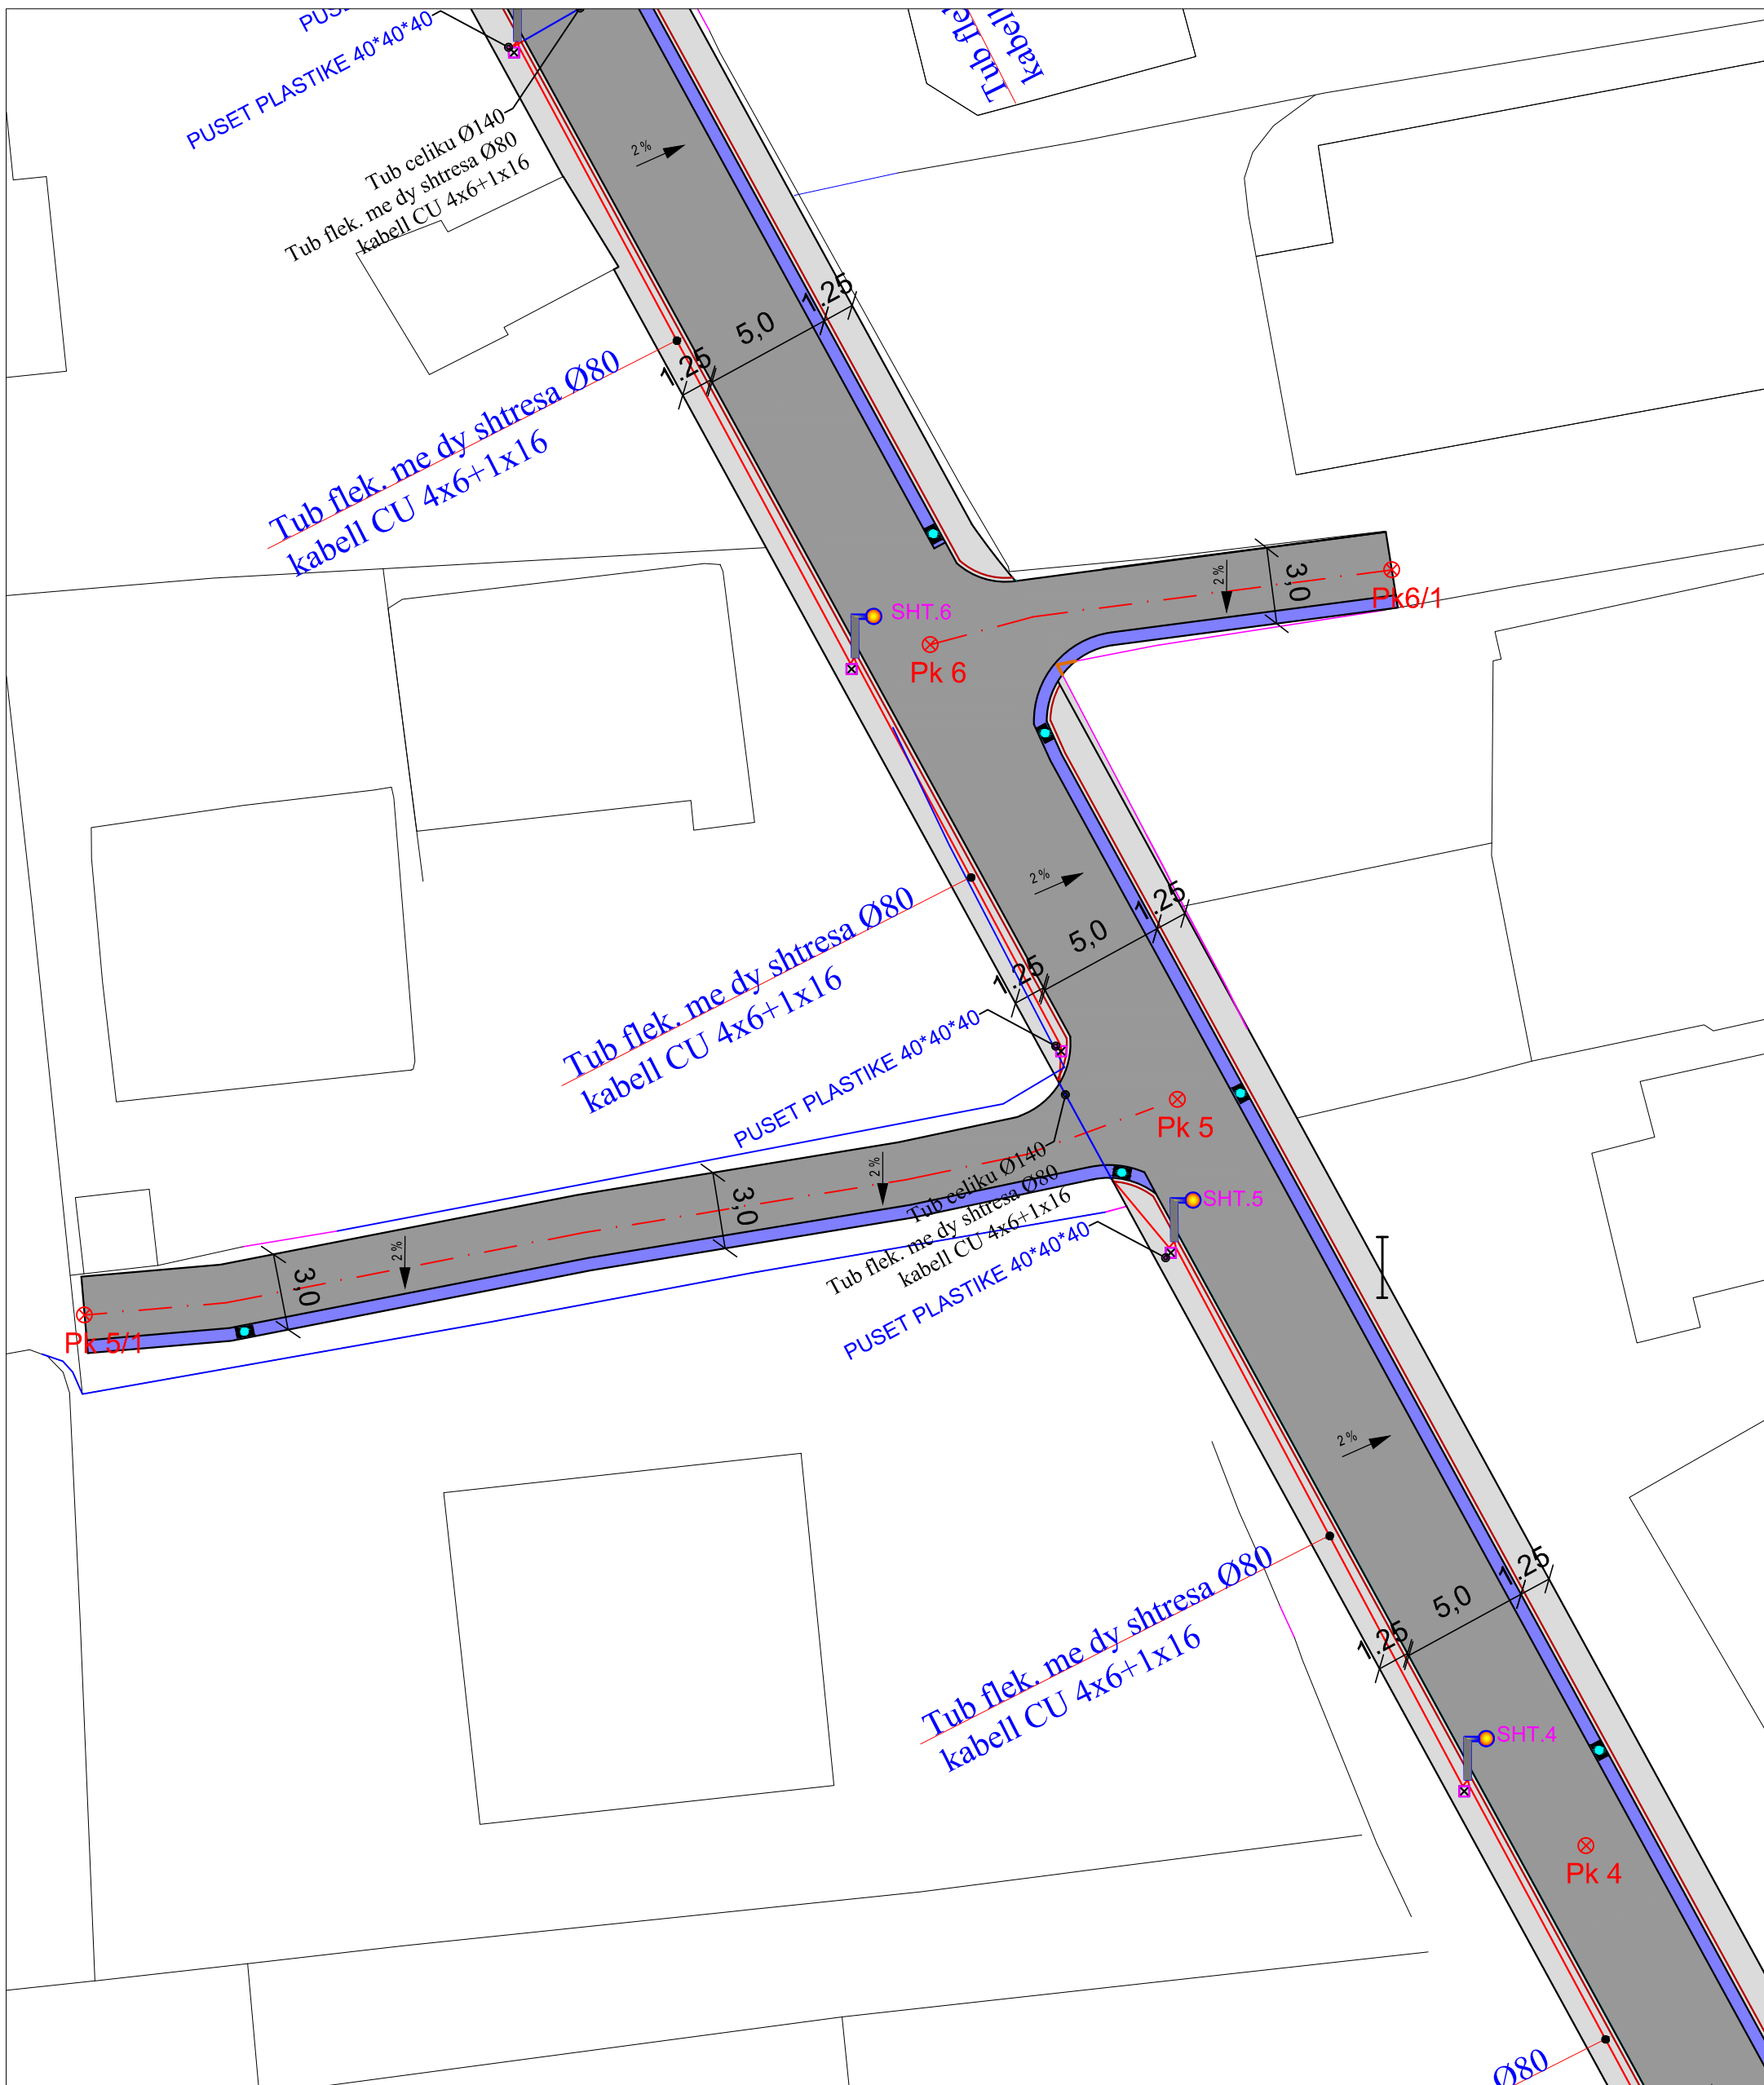 PUSET PLASTIKE 40*40*40
Tub fle
kabell
Tub celiku Ø140
Tub flek. me dy shtresa Ø80
kabell CU 4x6+1x16
2%
1.25
5,0
1.25
Tub flek. me dy shtresa Ø80
kabell CU 4x6+1x16
2%
3,0
Pk6/1
SHT.6
Pk 6
2%
1.25
5,0
1.25
Tub flek. me dy shtresa Ø80
kabell CU 4x6+1x16
PUSET PLASTIKE 40*40*40
Pk 5
Tub celiku Ø140
Tub flek. me dy shtresa Ø80
kabell CU 4x6+1x16
PUSET PLASTIKE 40*40*40
SHT.5
2%
3,0
2%
3,0
Pk 5/1
2%
1.25
5,0
1.25
Tub flek. me dy shtresa Ø80
kabell CU 4x6+1x16
SHT.4
Pk 4
Ø80